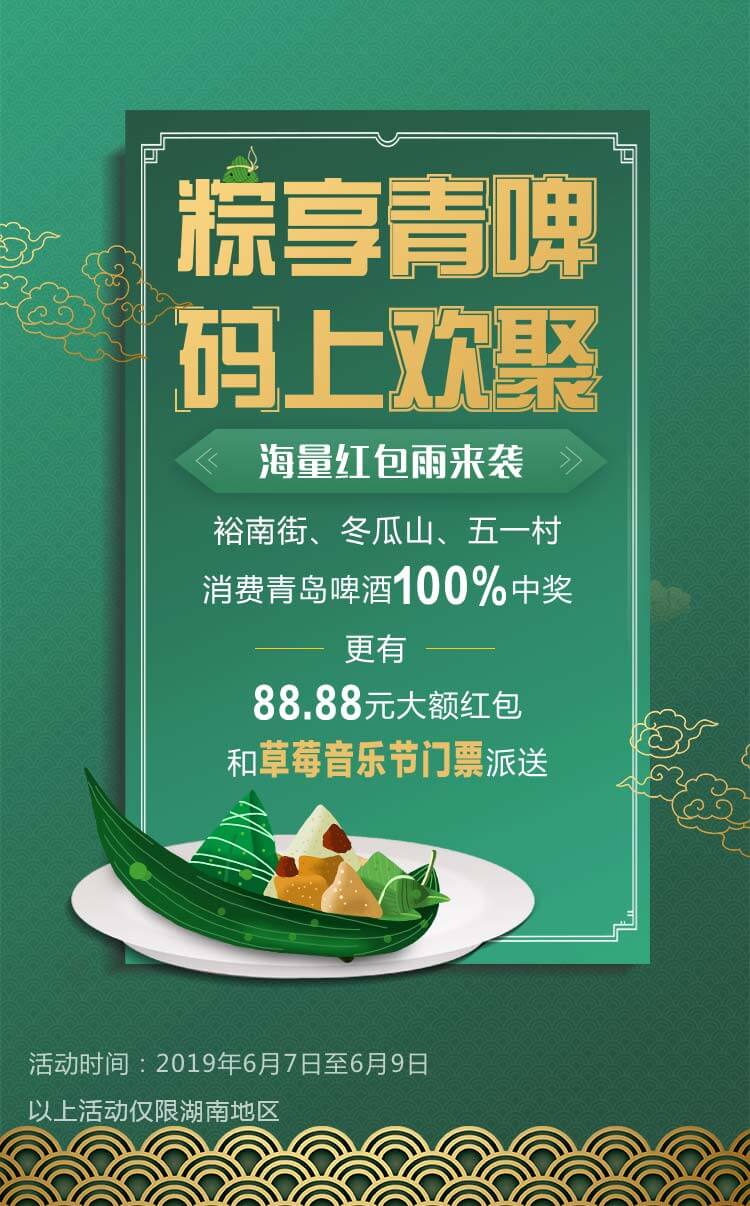 粽享青啤
码上欢聚
海量红包雨来袭
裕南街、冬瓜山、五一村
消费青岛啤酒100%中奖
更有
88.88元大额红包
和草莓音乐节门票派送
活动时间：2019年6月7日至6月9日
以上活动仅限湖南地区